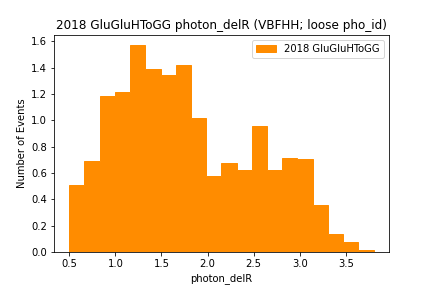 2018 GluGluHToGG photon_delR (VBFHH; loose pho_id)
2018 GluGluHToGG
Number of Events
1.6
1.4
1.2
1.0
0.8
0.6
0.4
0.2
0.0
0.5 1.0 1.5 2.0 2.5 3.0 3.5
photon_delR